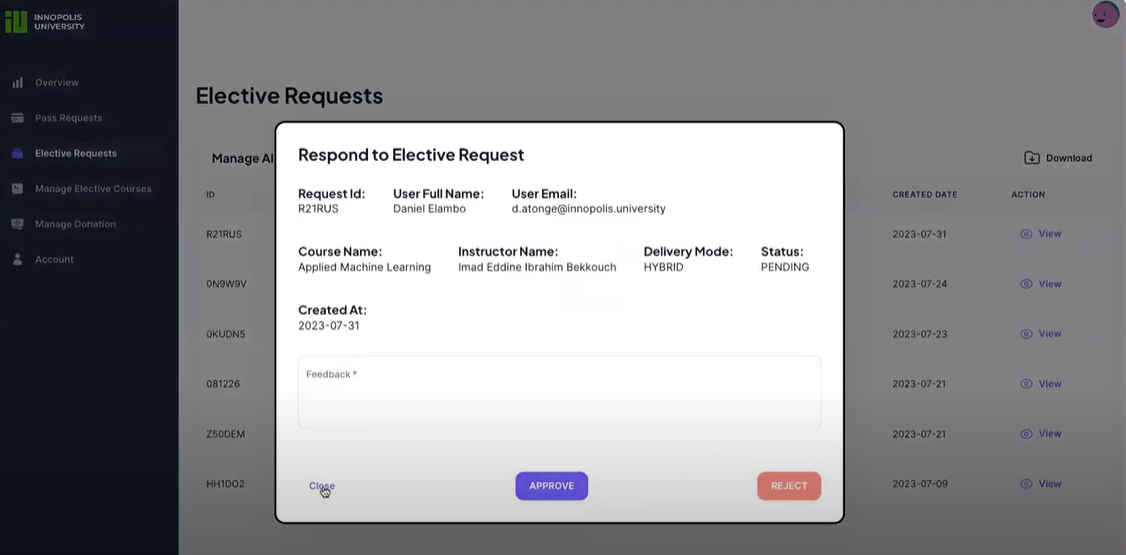 INNOPOLIS
UNIVERSITY
Overview
Pass Requests
Elective Requests
Manage Elective Courses
Manage Donation
Account
Elective Requests
Manage Al
Download
ID
CREATED DATE
ACTION
R21RUS
2023-07-31
View
0N9W9V
2023-07-24
View
0KUDN5
2023-07-23
View
081226
2023-07-21
View
Z50DEM
2023-07-21
View
HH1DO2
2023-07-09
View
Respond to Elective Request
Request Id:
User Full Name:
User Email:
R21RUS
Daniel Elambo
d.atonge@innopolis.university
Course Name:
Instructor Name:
Delivery Mode:
Status:
Applied Machine Learning
Imad Eddine Ibrahim Bekkouch
HYBRID
PENDING
Created At:
2023-07-31
Feedback *
Close
APPROVE
REJECT